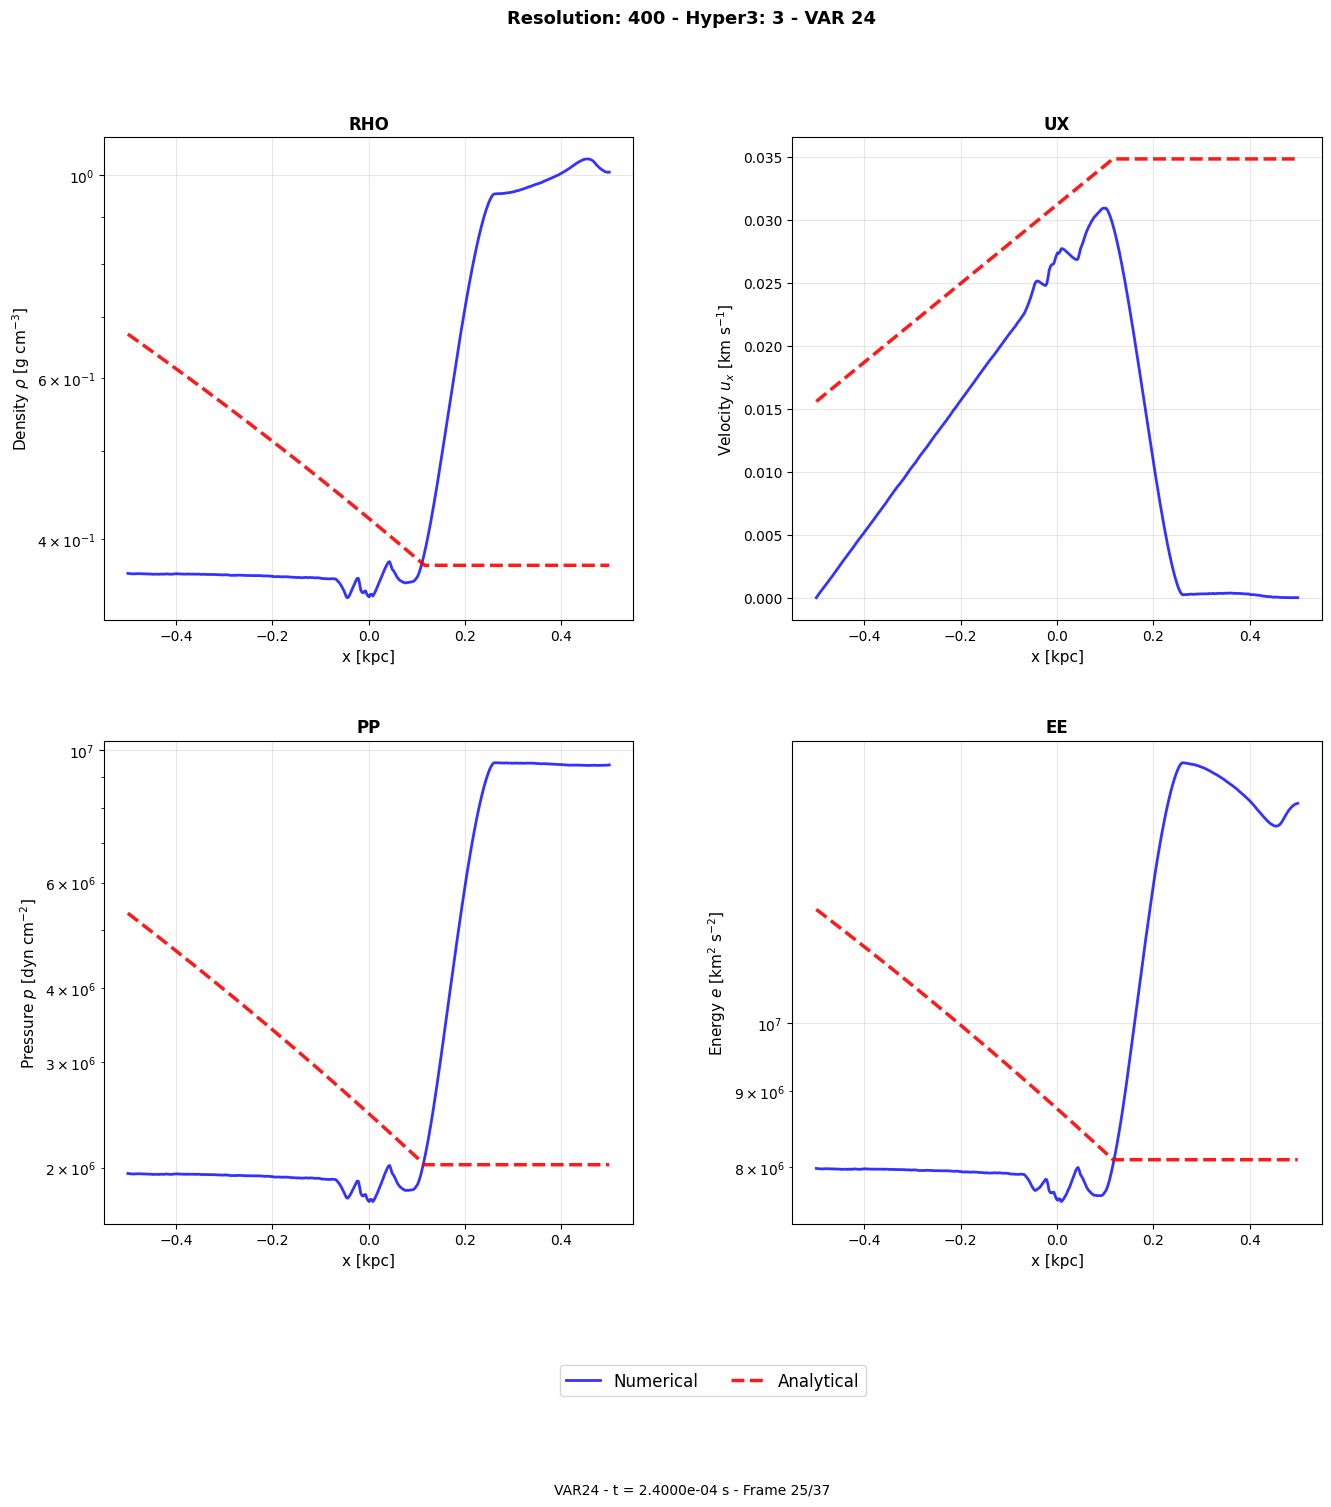 Resolution: 400 - Hyper3: 3 - VAR 24
RHO
Density ρ [g cm⁻³]
10⁰
6 × 10⁻¹
4 × 10⁻¹
−0.4 −0.2 0.0 0.2 0.4
x [kpc]
UX
Velocity uₓ [km s⁻¹]
0.035
0.030
0.025
0.020
0.015
0.010
0.005
0.000
−0.4 −0.2 0.0 0.2 0.4
x [kpc]
PP
Pressure p [dyn cm⁻²]
10⁷
6 × 10⁶
4 × 10⁶
3 × 10⁶
2 × 10⁶
−0.4 −0.2 0.0 0.2 0.4
x [kpc]
EE
Energy e [km² s⁻²]
10⁷
9 × 10⁶
8 × 10⁶
−0.4 −0.2 0.0 0.2 0.4
x [kpc]
Numerical Analytical
VAR24 - t = 2.4000e-04 s - Frame 25/37